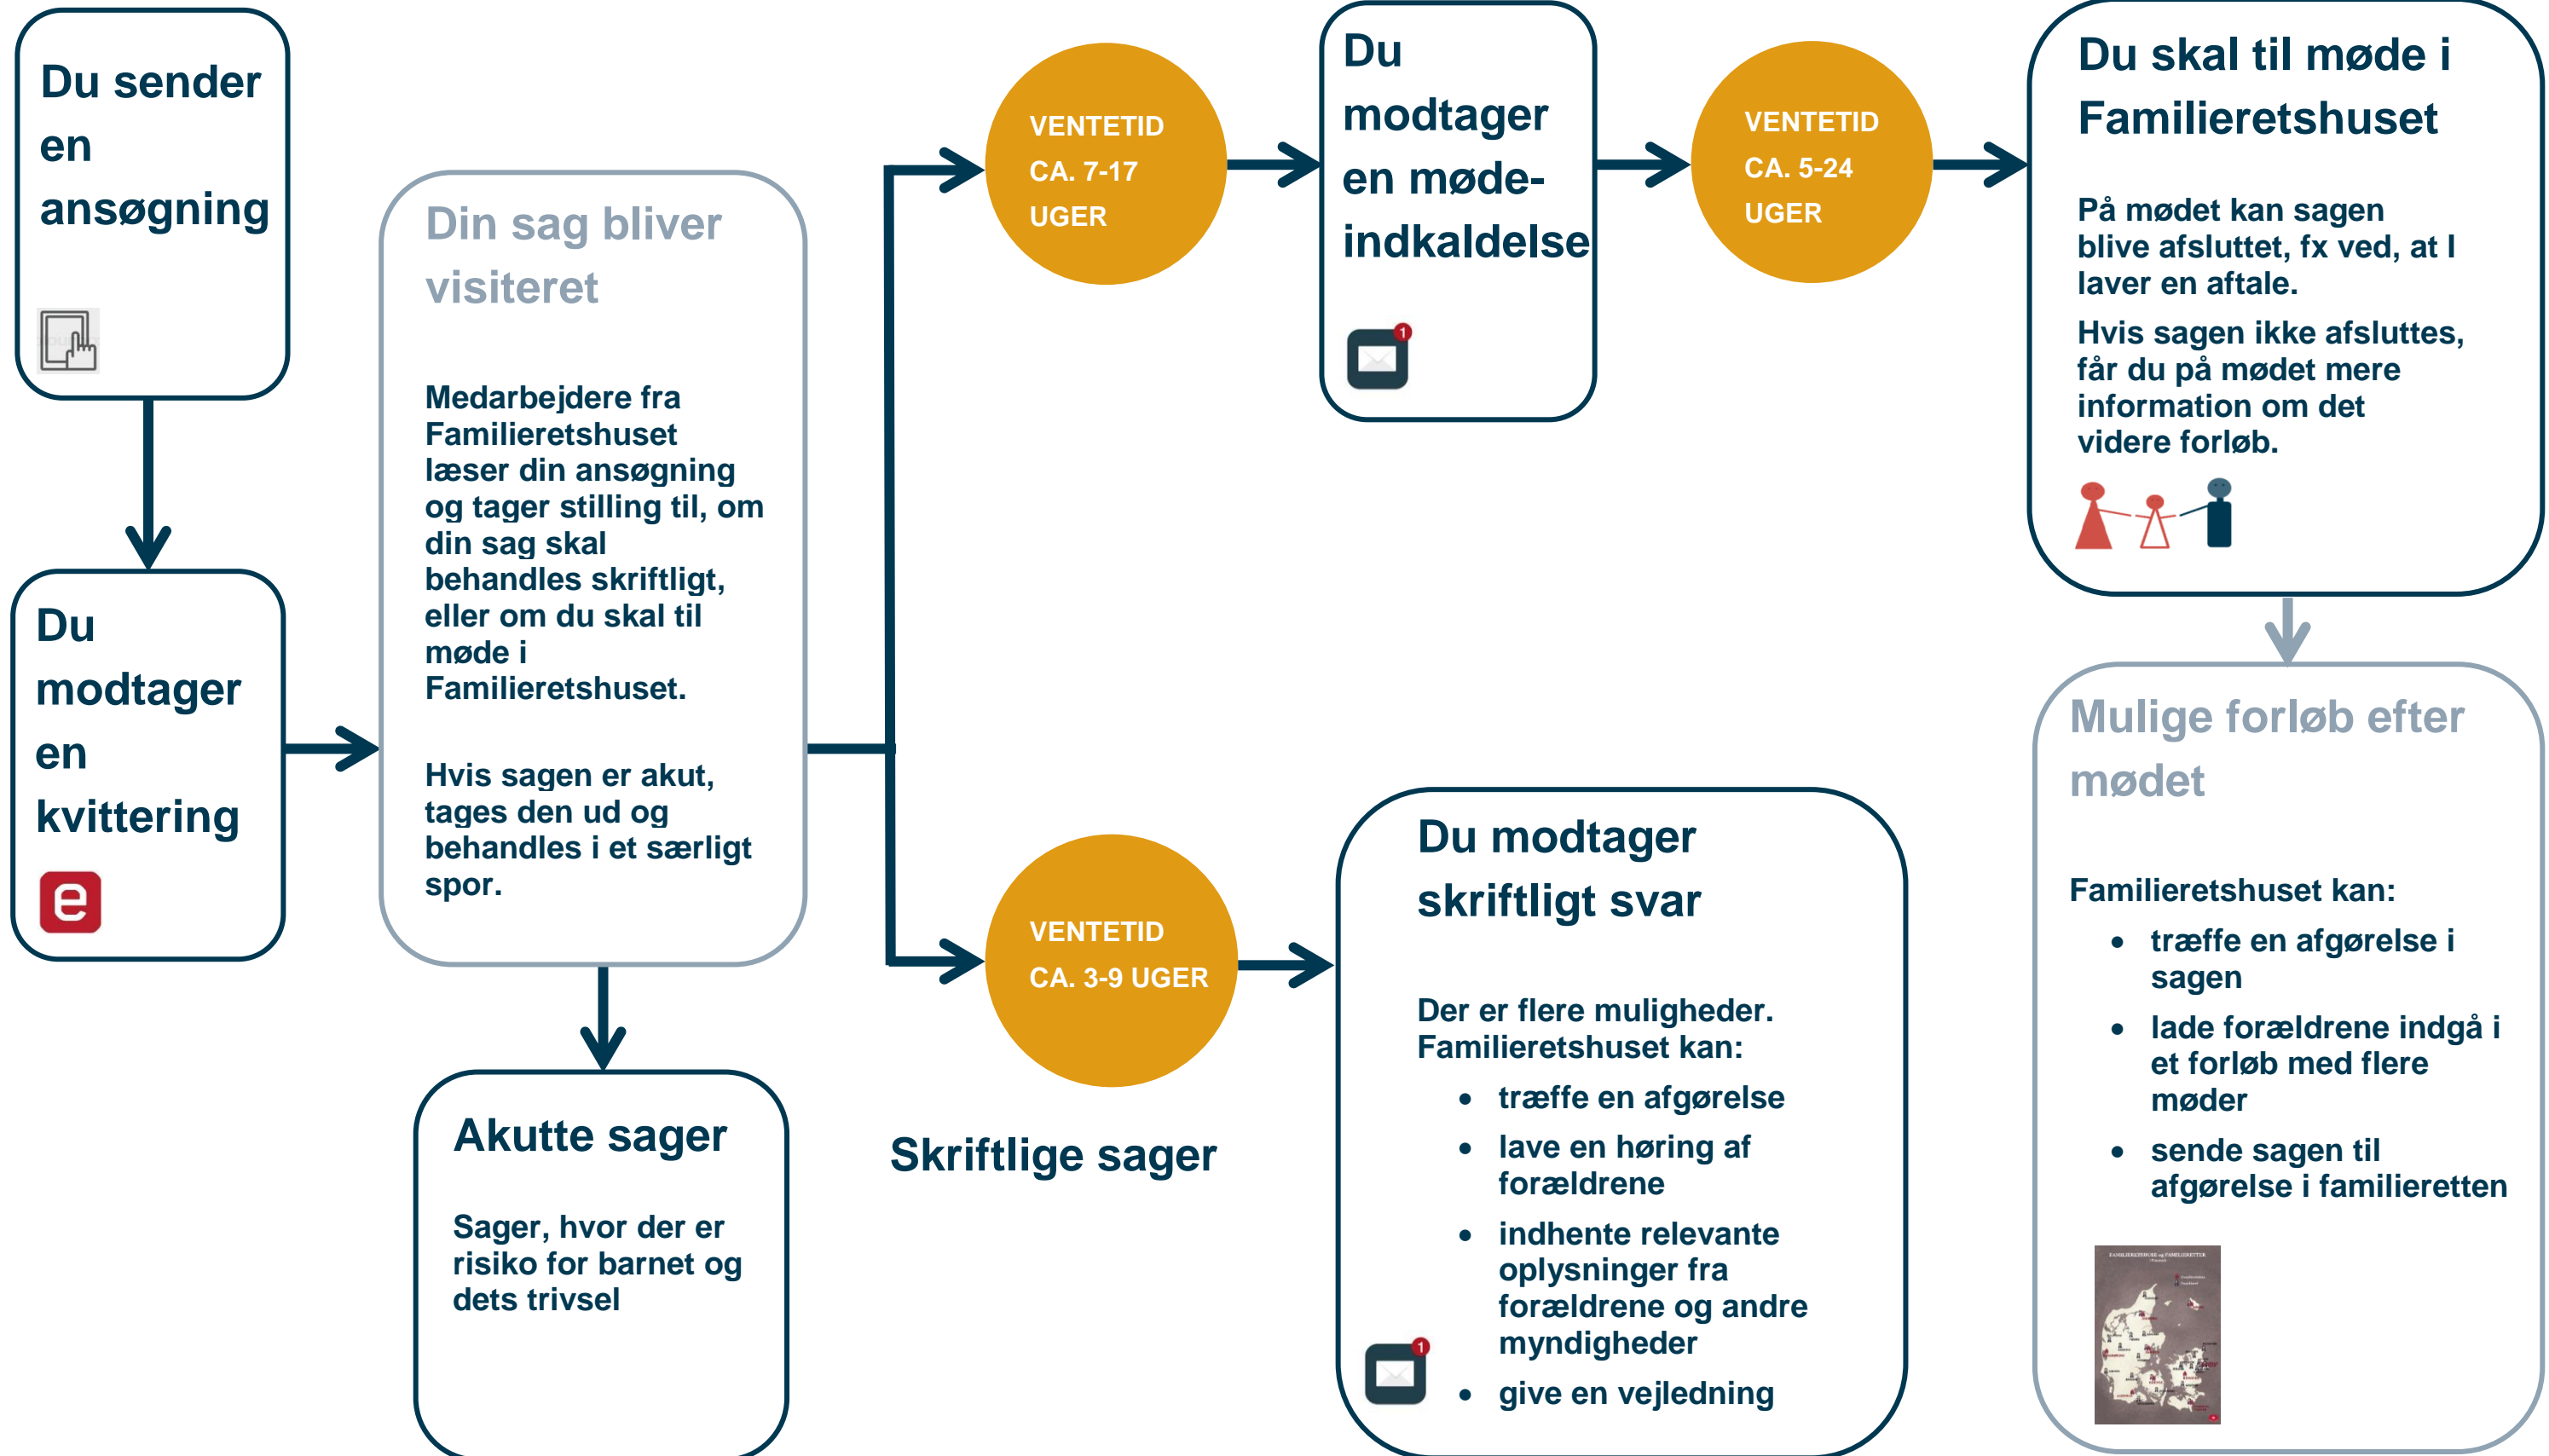 Du sender
en
ansøgning
Du
modtager
en
kvittering
e
Din sag bliver
visiteret
Medarbejdere fra
Familieretshuset
læser din ansøgning
og tager stilling til, om
din sag skal
behandles skriftligt,
eller om du skal til
møde i
Familieretshuset.
Hvis sagen er akut,
tages den ud og
behandles i et særligt
spor.
Akutte sager
Sager, hvor der er
risiko for barnet og
dets trivsel
VENTETID
CA. 7-17
UGER
Du
modtager
en møde-
indkaldelse
1
VENTETID
CA. 5-24
UGER
Du skal til møde i
Familieretshuset
På mødet kan sagen
blive afsluttet, fx ved, at I
laver en aftale.
Hvis sagen ikke afsluttes,
får du på mødet mere
information om det
videre forløb.
Mulige forløb efter
mødet
Familieretshuset kan:
• træffe en afgørelse i
sagen
• lade forældrene indgå i
et forløb med flere
møder
• sende sagen til
afgørelse i familieretten
FAMILIERETSHUSE og FAMILIERETTER
VENTETID
CA. 3-9 UGER
Skriftlige sager
Du modtager
skriftligt svar
Der er flere muligheder.
Familieretshuset kan:
• træffe en afgørelse
• lave en høring af
forældrene
• indhente relevante
oplysninger fra
forældrene og andre
myndigheder
• give en vejledning
1